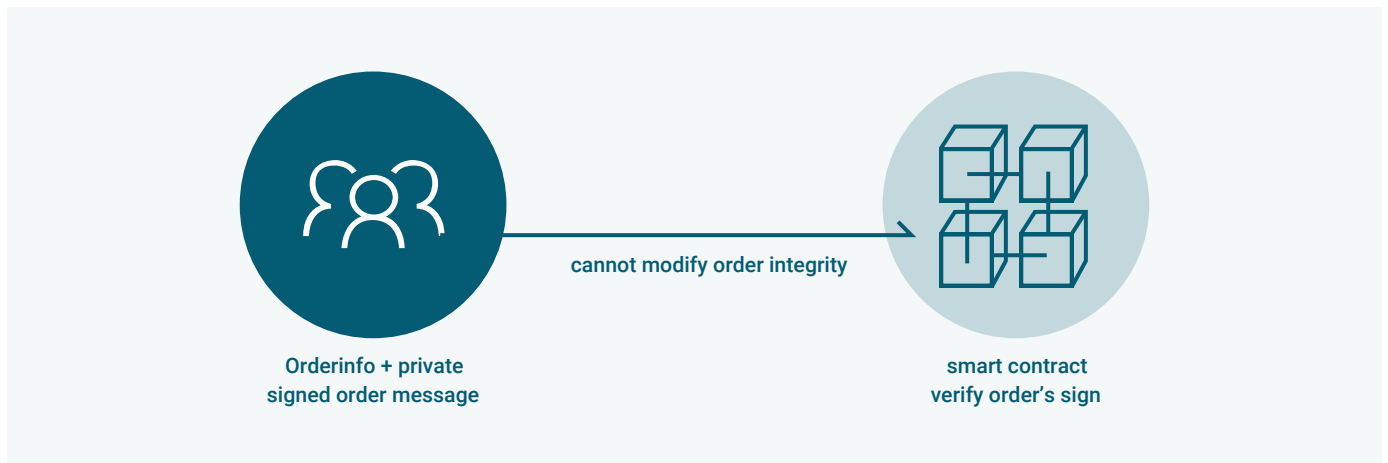 cannot modify order integrity
Orderinfo + private
signed order message
smart contract
verify order’s sign